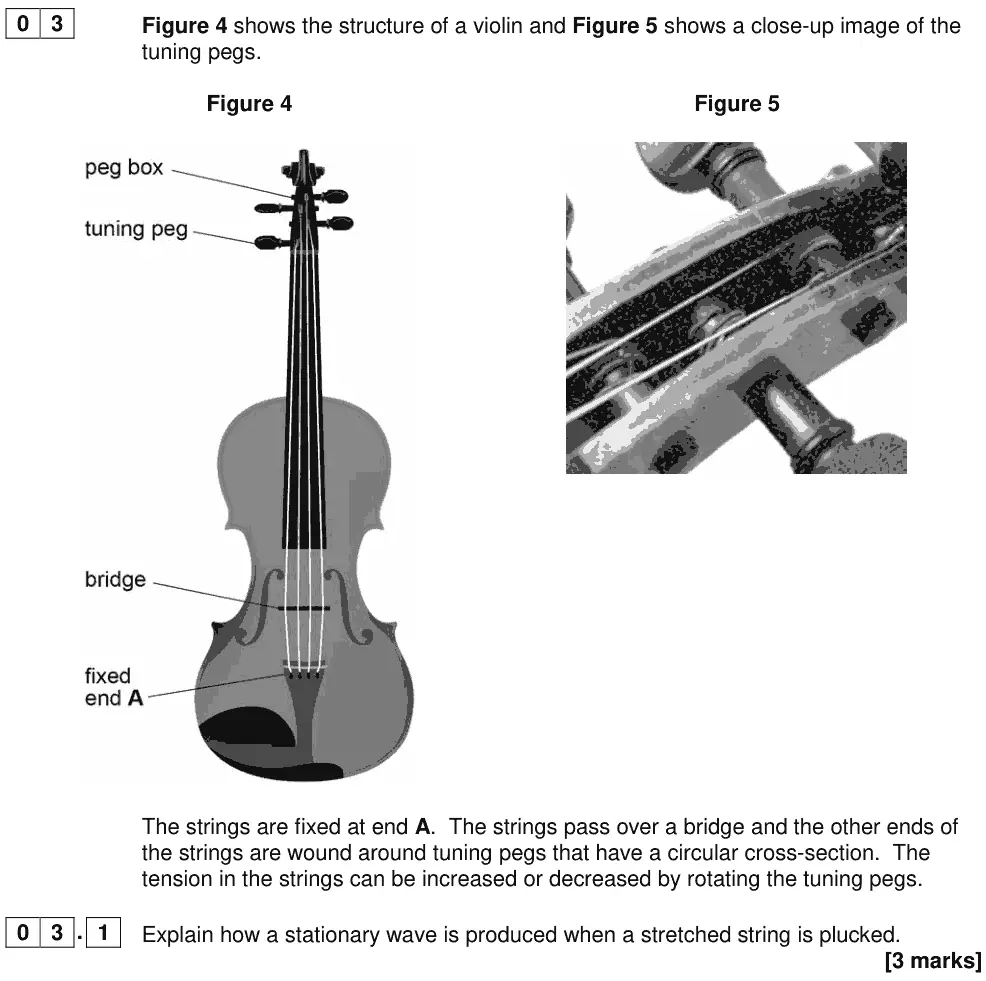 0 3
Figure 4 shows the structure of a violin and Figure 5 shows a close-up image of the
tuning pegs.
Figure 4
Figure 5
peg box
tuning peg
bridge
fixed
end A
The strings are fixed at end A. The strings pass over a bridge and the other ends of
the strings are wound around tuning pegs that have a circular cross-section. The
tension in the strings can be increased or decreased by rotating the tuning pegs.
0 3 . 1 Explain how a stationary wave is produced when a stretched string is plucked.
[3 marks]